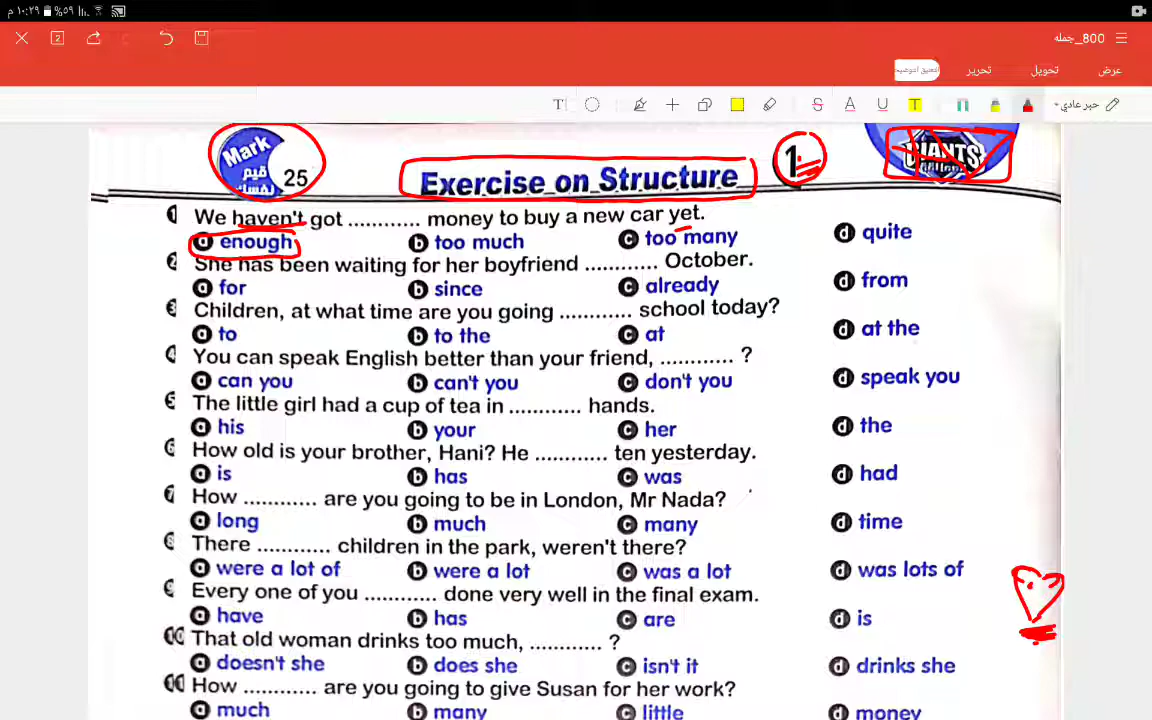 م ١٠:٢٩ %٥٩
2 800_جمله
عرض تحويل تحرير
T T حبر عادي
Mark
قيم
نفسك
25
Exercise on Structure
1
GIANTS
1 We haven't got ............ money to buy a new car yet.
a enough b too much c too many d quite
2 She has been waiting for her boyfriend ............ October.
a for b since c already d from
3 Children, at what time are you going ............ school today?
a to b to the c at d at the
4 You can speak English better than your friend, ............ ?
a can you b can't you c don't you d speak you
5 The little girl had a cup of tea in ............ hands.
a his b your c her d the
6 How old is your brother, Hani? He ............ ten yesterday.
a is b has c was d had
7 How ............ are you going to be in London, Mr Nada?
a long b much c many d time
8 There ............ children in the park, weren't there?
a were a lot of b were a lot c was a lot d was lots of
9 Every one of you ............ done very well in the final exam.
a have b has c are d is
10 That old woman drinks too much, ............ ?
a doesn't she b does she c isn't it d drinks she
11 How ............ are you going to give Susan for her work?
a much b many c little d money